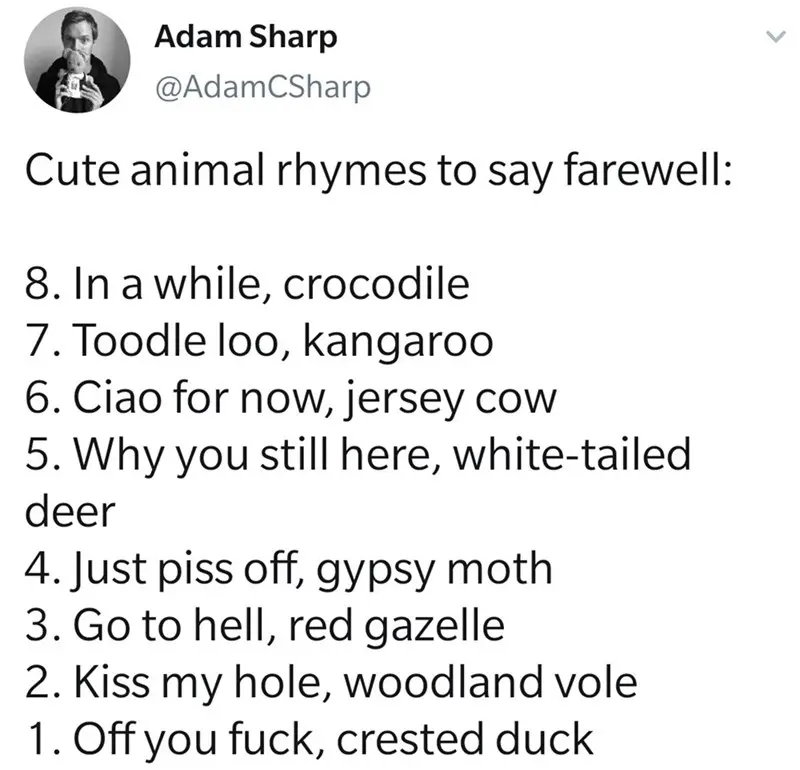 Adam Sharp
@AdamCSharp
Cute animal rhymes to say farewell:
8. In a while, crocodile
7. Toodle loo, kangaroo
6. Ciao for now, jersey cow
5. Why you still here, white-tailed
deer
4. Just piss off, gypsy moth
3. Go to hell, red gazelle
2. Kiss my hole, woodland vole
1. Off you fuck, crested duck